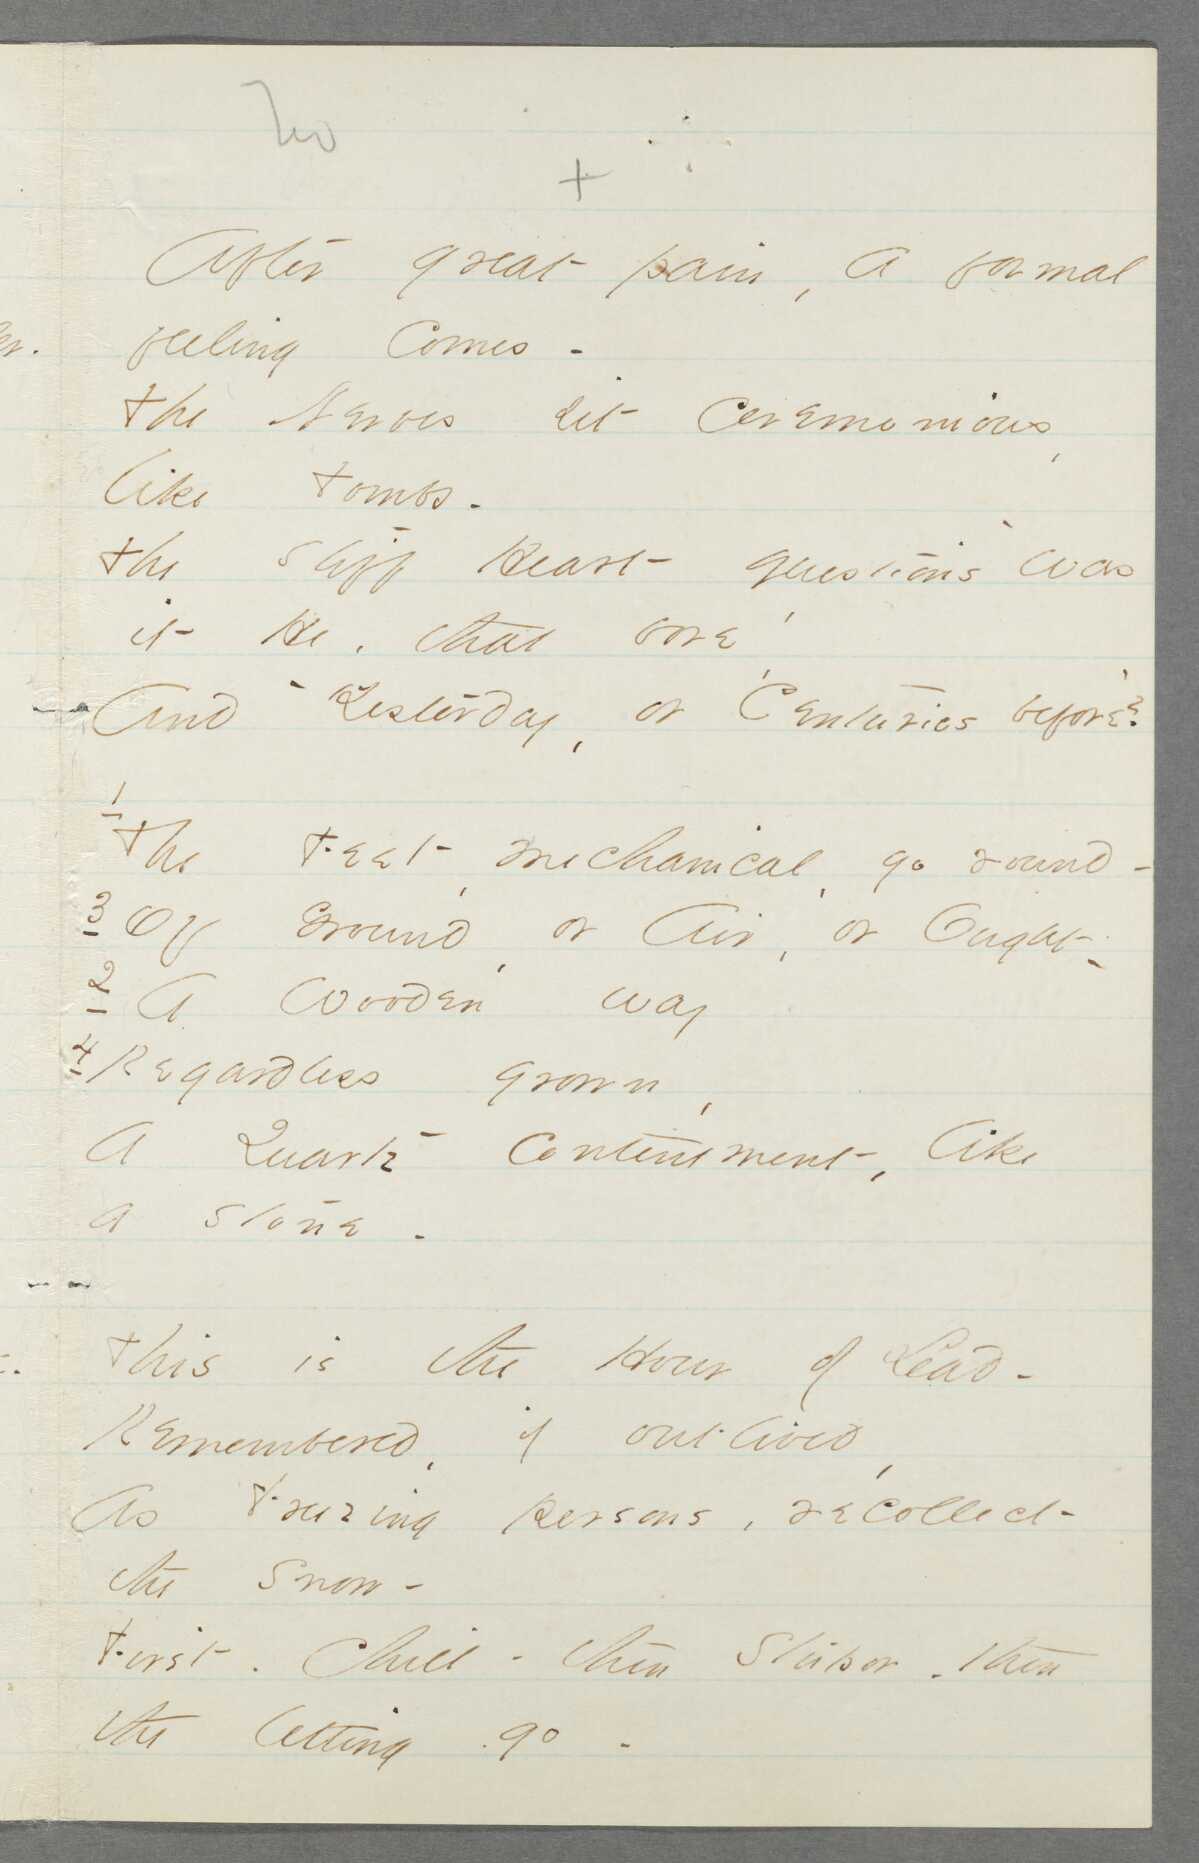 +
After great pain, a formal
feeling comes -
The Nerves sit Ceremonious,
like Tombs -
The stiff Heart questions 'was
it He, that bore,'
And 'Yesterday, or Centuries before'?
1 The Feet, mechanical, go round -
3 Of Ground, or Air, or Ought -
2 A Wooden way
4 Regardless grown,
A Quartz contentment, like
a stone -
This is the Hour of Lead -
Remembered, if outlived,
As Freezing persons, recollect
the Snow -
First - Chill - then Stupor - then
the letting go -